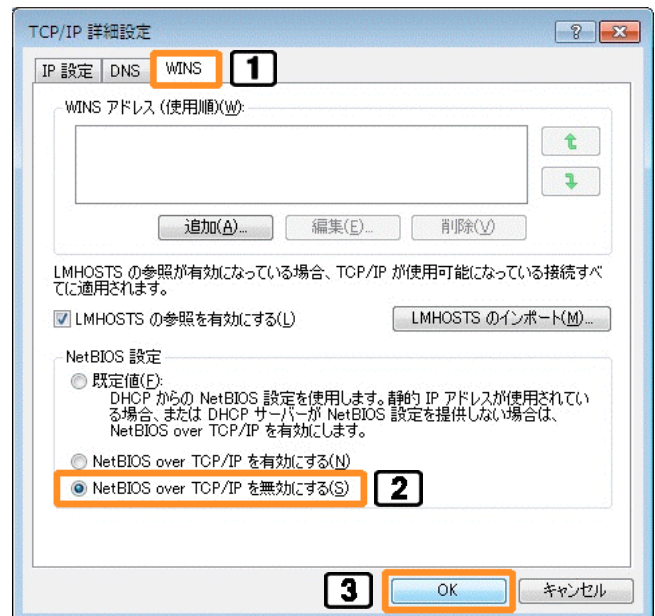 TCP/IP 詳細設定
IP 設定 DNS WINS 1
WINS アドレス (使用順)(W):
追加(A)... 編集(E)... 削除(V)
LMHOSTS の参照が有効になっている場合、TCP/IP が使用可能になっている接続すべ
てに適用されます。
LMHOSTS の参照を有効にする(L) LMHOSTS のインポート(M)...
NetBIOS 設定
既定値(F):
DHCP からの NetBIOS 設定を使用します。静的 IP アドレスが使用されてい
る場合、または DHCP サーバーが NetBIOS 設定を提供しない場合は、
NetBIOS over TCP/IP を有効にします。
NetBIOS over TCP/IP を有効にする(N)
NetBIOS over TCP/IP を無効にする(S) 2
3 OK キャンセル